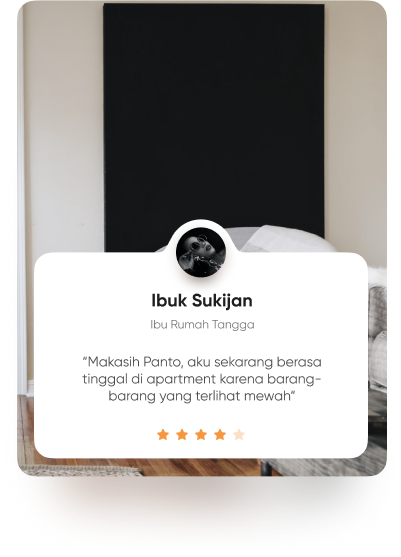 Ibuk Sukijan
Ibu Rumah Tangga
“Makasih Panto, aku sekarang berasa
tinggal di apartment karena barang-
barang yang terlihat mewah“